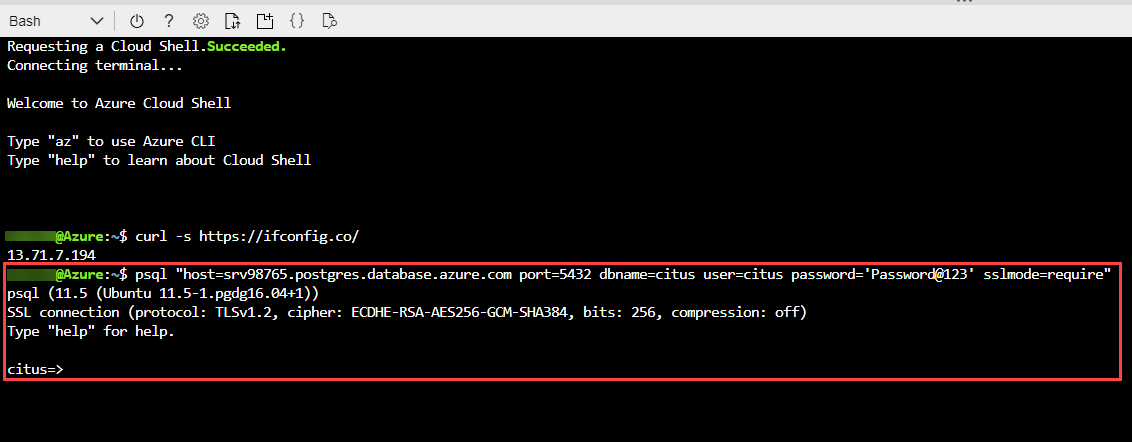 Bash
Requesting a Cloud Shell.Succeeded.
Connecting terminal...
Welcome to Azure Cloud Shell
Type "az" to use Azure CLI
Type "help" to learn about Cloud Shell
@Azure:~$ curl -s https://ifconfig.co/
13.71.7.194
@Azure:~$ psql "host=srv98765.postgres.database.azure.com port=5432 dbname=citus user=citus password='Password@123' sslmode=require"
psql (11.5 (Ubuntu 11.5-1.pgdg16.04+1))
SSL connection (protocol: TLSv1.2, cipher: ECDHE-RSA-AES256-GCM-SHA384, bits: 256, compression: off)
Type "help" for help.
citus=>